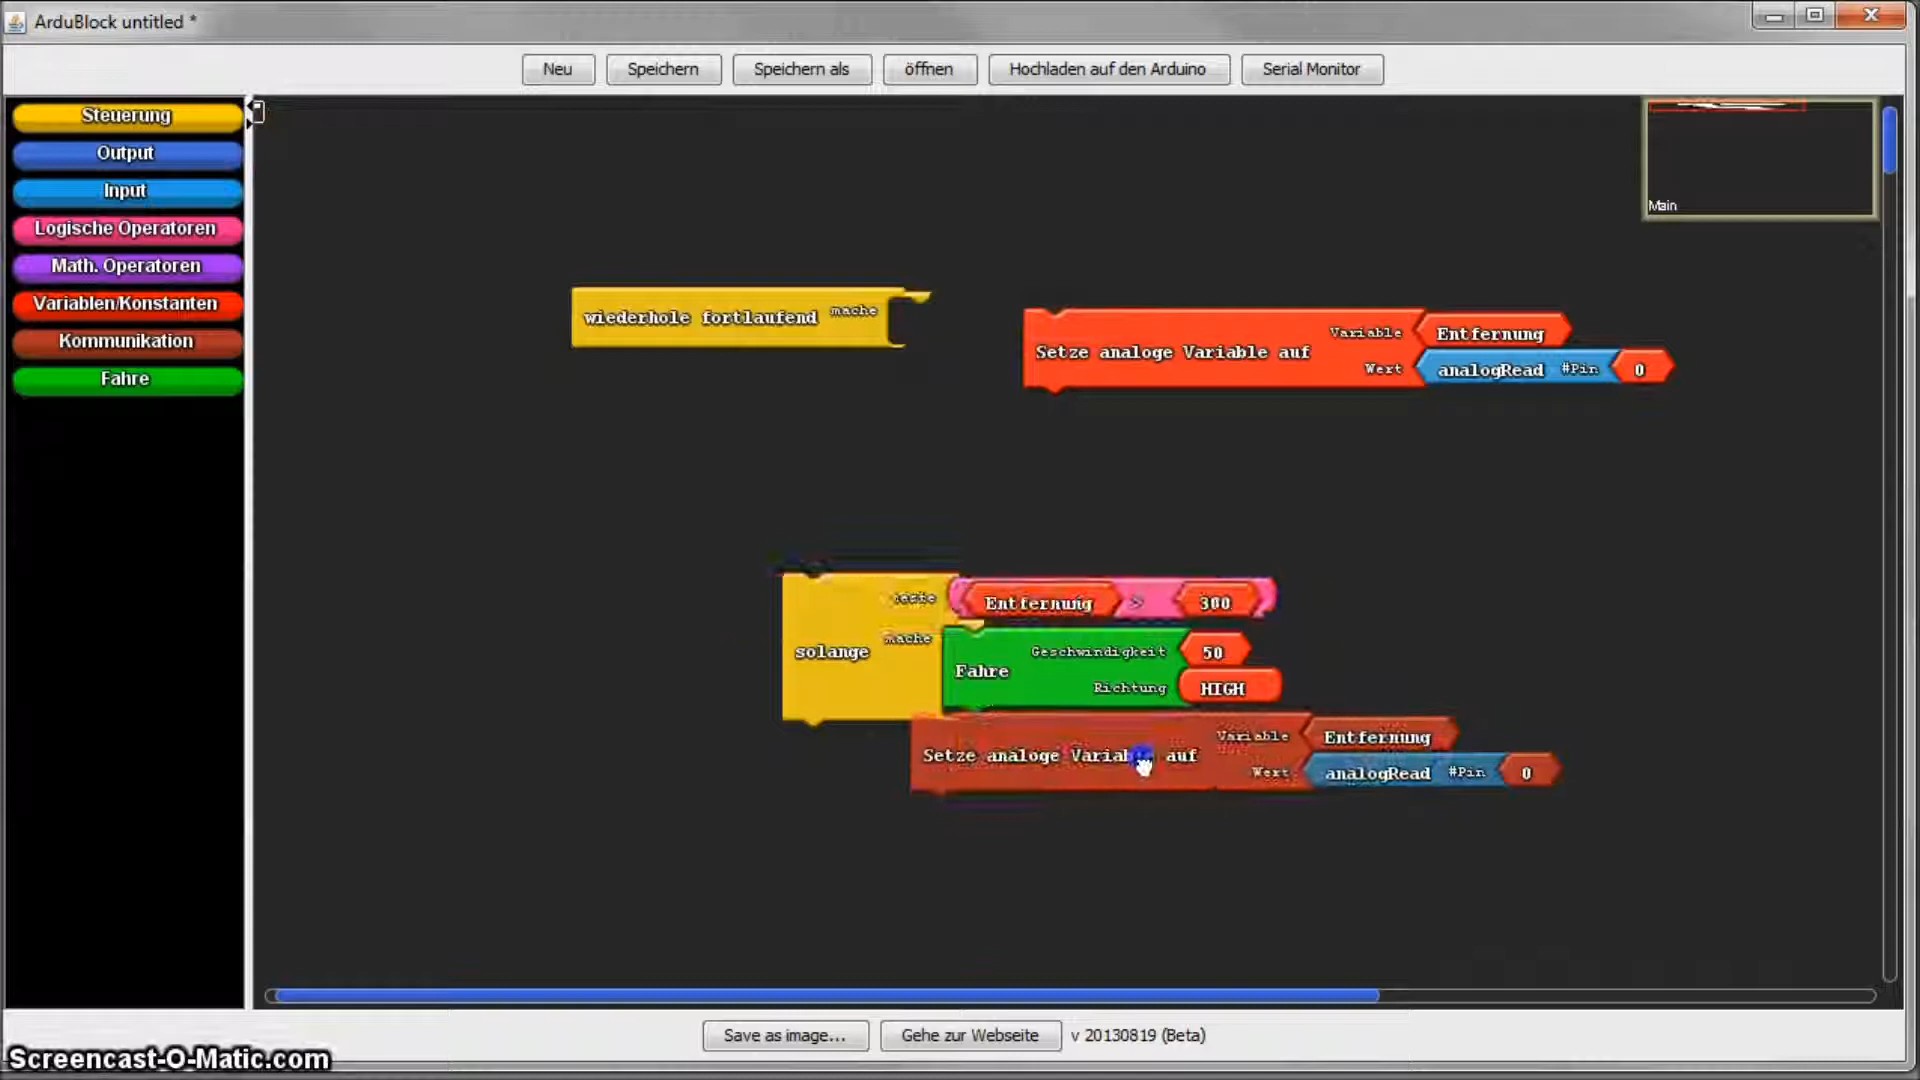 ArduBlock untitled *
Neu Speichern Speichern als öffnen Hochladen auf den Arduino Serial Monitor
Steuerung
Output
Input
Logische Operatoren
Math. Operatoren
Variablen/Konstanten
Kommunikation
Fahre
Main
wiederhole fortlaufend mache
Setze analoge Variable auf Variable Entfernung
Wert analogRead #Pin 0
solange teste Entfernung > 300
mache Fahre Geschwindigkeit 50
Richtung HIGH
Setze analoge Variable auf Variable Entfernung
Wert analogRead #Pin 0
Save as image... Gehe zur Webseite v 20130819 (Beta)
Screencast-O-Matic.com